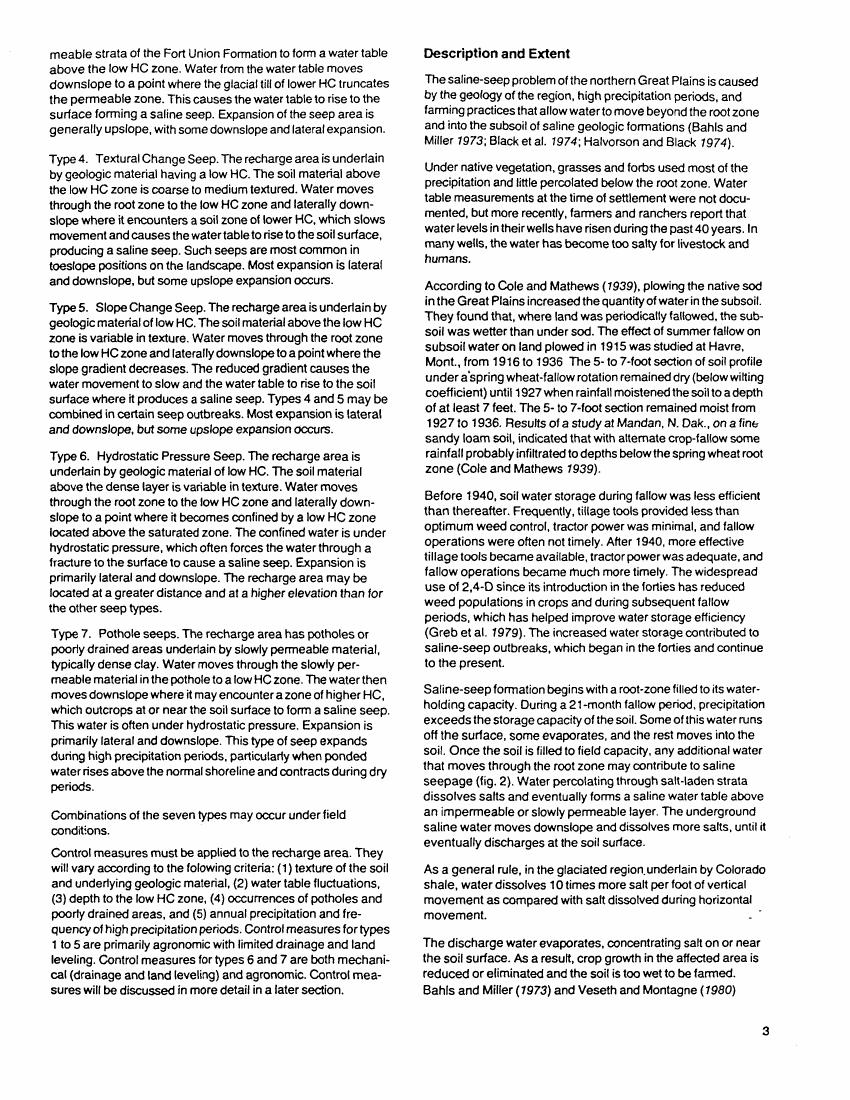 meable strata of the Fort Union Formation to form a water table
above the low HC zone. Water from the water table moves
downslope to a point where the glacial till of lower HC truncates
the permeable zone. This causes the water table to rise to the
surface forming a saline seep. Expansion of the seep area is
generally upslope, with some downslope and lateral expansion.
Type 4. Textural Change Seep. The recharge area is underlain
by geologic material having a low HC. The soil material above
the low HC zone is coarse to medium textured. Water moves
through the root zone to the low HC zone and laterally down-
slope where it encounters a soil zone of lower HC, which slows
movement and causes the water table to rise to the soil surface,
producing a saline seep. Such seeps are most common in
toeslope positions on the landscape. Most expansion is lateral
and downslope, but some upslope expansion occurs.
Type 5. Slope Change Seep. The recharge area is underlain by
geologic material of low HC. The soil material above the low HC
zone is variable in texture. Water moves through the root zone
to the low HC zone and laterally downslope to a point where the
slope gradient decreases. The reduced gradient causes the
water movement to slow and the water table to rise to the soil
surface where it produces a saline seep. Types 4 and 5 may be
combined in certain seep outbreaks. Most expansion is lateral
and downslope, but some upslope expansion occurs.
Type 6. Hydrostatic Pressure Seep. The recharge area is
underlain by geologic material of low HC. The soil material
above the dense layer is variable in texture. Water moves
through the root zone to the low HC zone and laterally down-
slope to a point where it becomes confined by a low HC zone
located above the saturated zone. The confined water is under
hydrostatic pressure, which often forces the water through a
fracture to the surface to cause a saline seep. Expansion is
primarily lateral and downslope. The recharge area may be
located at a greater distance and at a higher elevation than for
the other seep types.
Type 7. Pothole seeps. The recharge area has potholes or
poorly drained areas underlain by slowly permeable material,
typically dense clay. Water moves through the slowly per-
meable material in the pothole to a low HC zone. The water then
moves downslope where it may encounter a zone of higher HC,
which outcrops at or near the soil surface to form a saline seep.
This water is often under hydrostatic pressure. Expansion is
primarily lateral and downslope. This type of seep expands
during high precipitation periods, particularly when ponded
water rises above the normal shoreline and contracts during dry
periods.
Combinations of the seven types may occur under field
conditions.
Control measures must be applied to the recharge area. They
will vary according to the folowing criteria: (1) texture of the soil
and underlying geologic material, (2) water table fluctuations,
(3) depth to the low HC zone, (4) occurrences of potholes and
poorly drained areas, and (5) annual precipitation and fre-
quency of high precipitation periods. Control measures for types
1 to 5 are primarily agronomic with limited drainage and land
leveling. Control measures for types 6 and 7 are both mechani-
cal (drainage and land leveling) and agronomic. Control mea-
sures will be discussed in more detail in a later section.
Description and Extent
The saline-seep problem of the northern Great Plains is caused
by the geology of the region, high precipitation periods, and
farming practices that allow water to move beyond the root zone
and into the subsoil of saline geologic formations (Bahls and
Miller 1973; Black et al. 1974; Halvorson and Black 1974).
Under native vegetation, grasses and forbs used most of the
precipitation and little percolated below the root zone. Water
table measurements at the time of settlement were not docu-
mented, but more recently, farmers and ranchers report that
water levels in their wells have risen during the past 40 years. In
many wells, the water has become too salty for livestock and
humans.
According to Cole and Mathews (1939), plowing the native sod
in the Great Plains increased the quantity of water in the subsoil.
They found that, where land was periodically fallowed, the sub-
soil was wetter than under sod. The effect of summer fallow on
subsoil water on land plowed in 1915 was studied at Havre,
Mont., from 1916 to 1936 The 5- to 7-foot section of soil profile
under a spring wheat-fallow rotation remained dry (below wilting
coefficient) until 1927 when rainfall moistened the soil to a depth
of at least 7 feet. The 5- to 7-foot section remained moist from
1927 to 1936. Results of a study at Mandan, N. Dak., on a fine
sandy loam soil, indicated that with alternate crop-fallow some
rainfall probably infiltrated to depths below the spring wheat root
zone (Cole and Mathews 1939).
Before 1940, soil water storage during fallow was less efficient
than thereafter. Frequently, tillage tools provided less than
optimum weed control, tractor power was minimal, and fallow
operations were often not timely. After 1940, more effective
tillage tools became available, tractor power was adequate, and
fallow operations became much more timely. The widespread
use of 2,4-D since its introduction in the forties has reduced
weed populations in crops and during subsequent fallow
periods, which has helped improve water storage efficiency
(Greb et al. 1979). The increased water storage contributed to
saline-seep outbreaks, which began in the forties and continue
to the present.
Saline-seep formation begins with a root-zone filled to its water-
holding capacity. During a 21-month fallow period, precipitation
exceeds the storage capacity of the soil. Some of this water runs
off the surface, some evaporates, and the rest moves into the
soil. Once the soil is filled to field capacity, any additional water
that moves through the root zone may contribute to saline
seepage (fig. 2). Water percolating through salt-laden strata
dissolves salts and eventually forms a saline water table above
an impermeable or slowly permeable layer. The underground
saline water moves downslope and dissolves more salts, until it
eventually discharges at the soil surface.
As a general rule, in the glaciated region underlain by Colorado
shale, water dissolves 10 times more salt per foot of vertical
movement as compared with salt dissolved during horizontal
movement.
The discharge water evaporates, concentrating salt on or near
the soil surface. As a result, crop growth in the affected area is
reduced or eliminated and the soil is too wet to be farmed.
Bahls and Miller (1973) and Veseth and Montagne (1980)
3